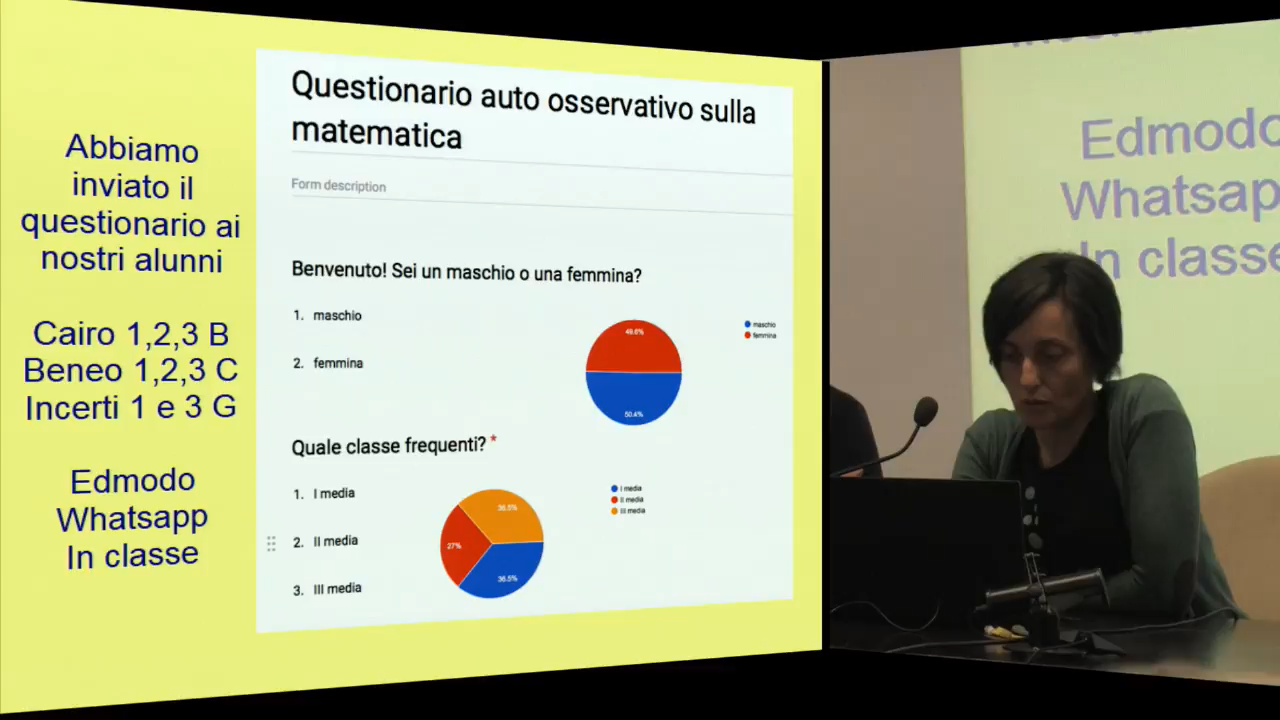 Abbiamo
inviato il
questionario ai
nostri alunni
Cairo 1,2,3 B
Beneo 1,2,3 C
Incerti 1 e 3 G
Edmodo
Whatsapp
In classe
Questionario auto osservativo sulla
matematica
Form description
Benvenuto! Sei un maschio o una femmina?
1. maschio
2. femmina
49.6%
50.4%
maschio
femmina
Quale classe frequenti? *
1. I media
2. II media
3. III media
36.5%
27%
36.5%
I media
II media
III media
Edmodo
Whatsap
In classe